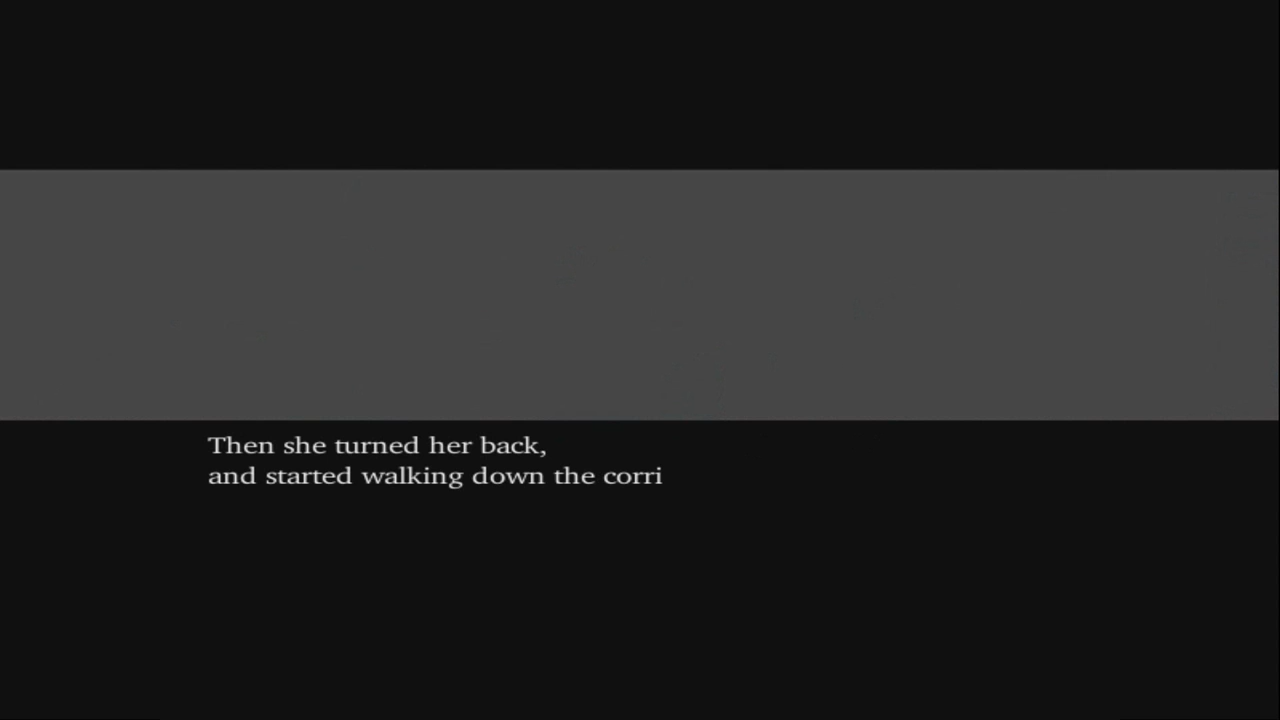 Then she turned her back,
and started walking down the corri